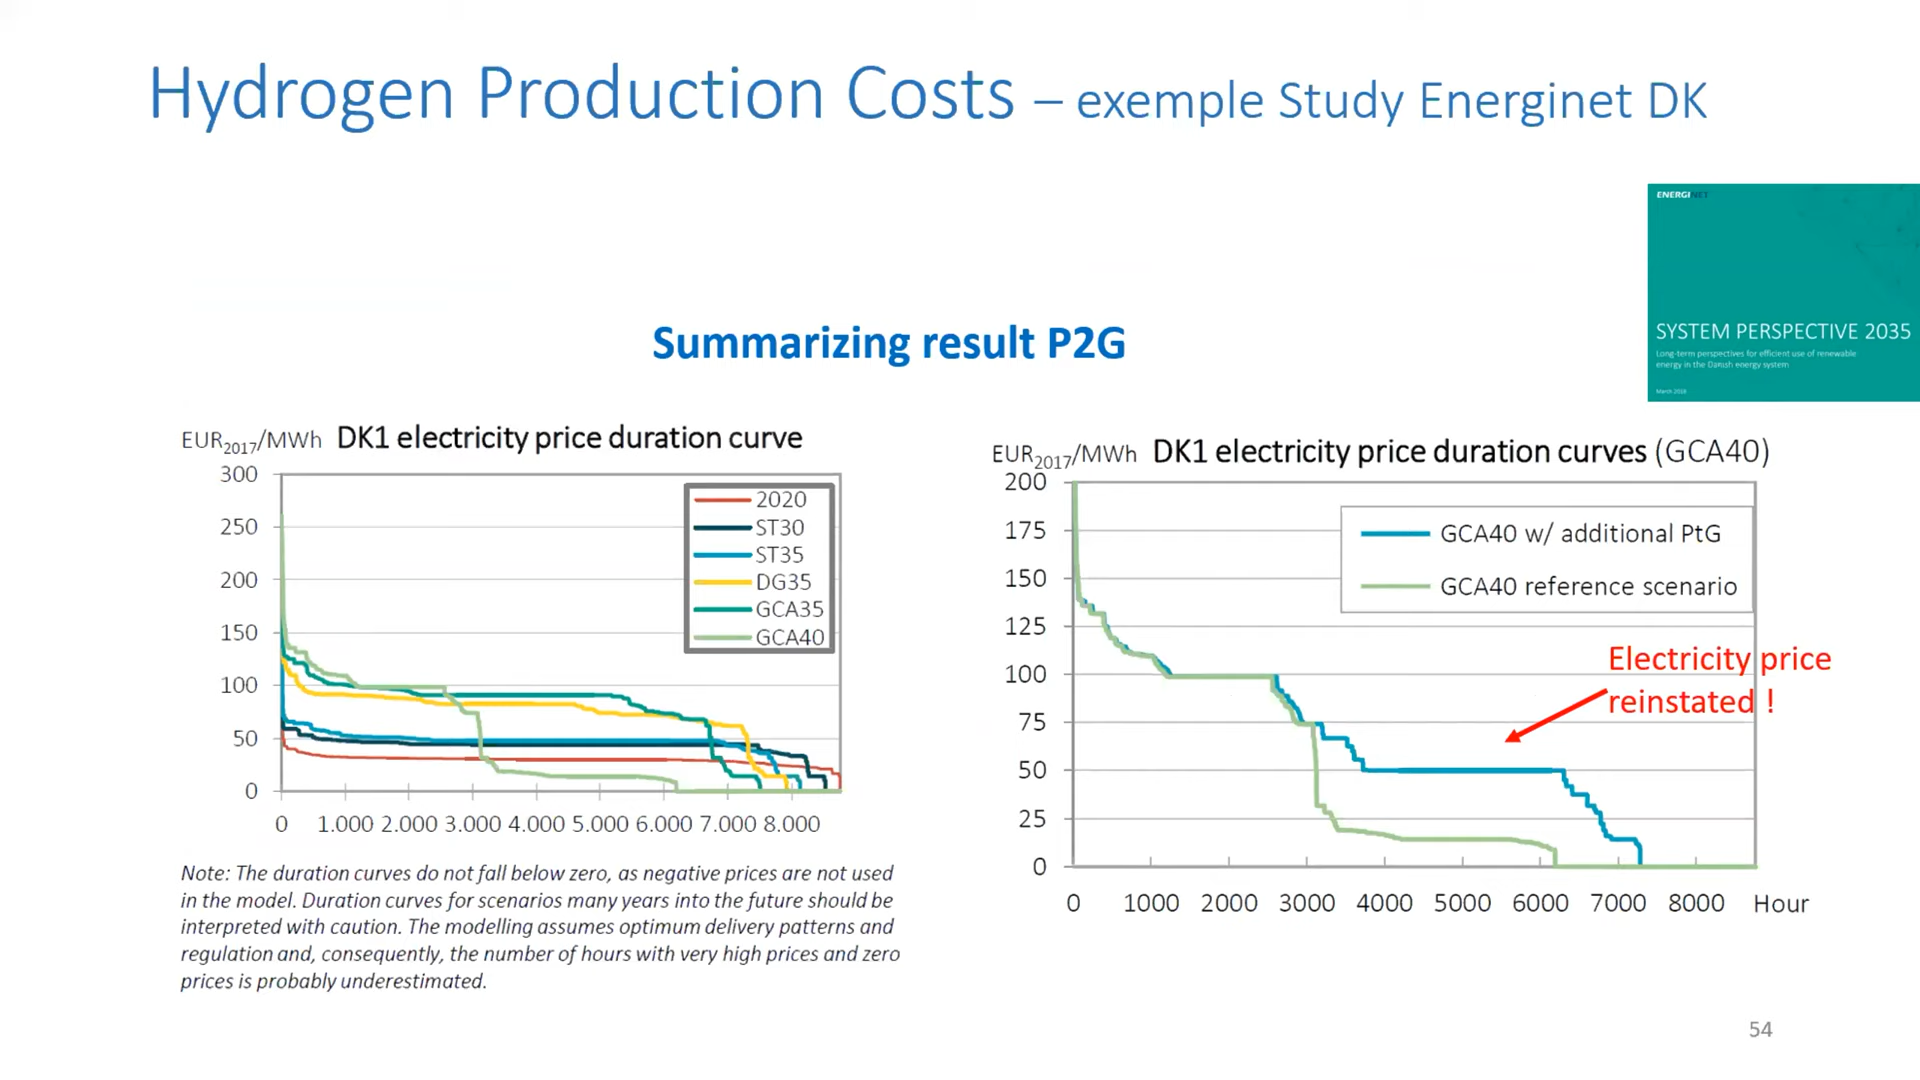 Hydrogen Production Costs – exemple Study Energinet DK
ENERGINET
SYSTEM PERSPECTIVE 2035
Long-term perspectives for efficient use of renewable
energy in the Danish energy system
March 2018
Summarizing result P2G
EUR2017/MWh DK1 electricity price duration curve
300
250
200
150
100
50
0
0 1.000 2.000 3.000 4.000 5.000 6.000 7.000 8.000
2020
ST30
ST35
DG35
GCA35
GCA40
Note: The duration curves do not fall below zero, as negative prices are not used
in the model. Duration curves for scenarios many years into the future should be
interpreted with caution. The modelling assumes optimum delivery patterns and
regulation and, consequently, the number of hours with very high prices and zero
prices is probably underestimated.
EUR2017/MWh DK1 electricity price duration curves (GCA40)
200
175
150
125
100
75
50
25
0
0 1000 2000 3000 4000 5000 6000 7000 8000 Hour
GCA40 w/ additional PtG
GCA40 reference scenario
Electricity price
reinstated !
54